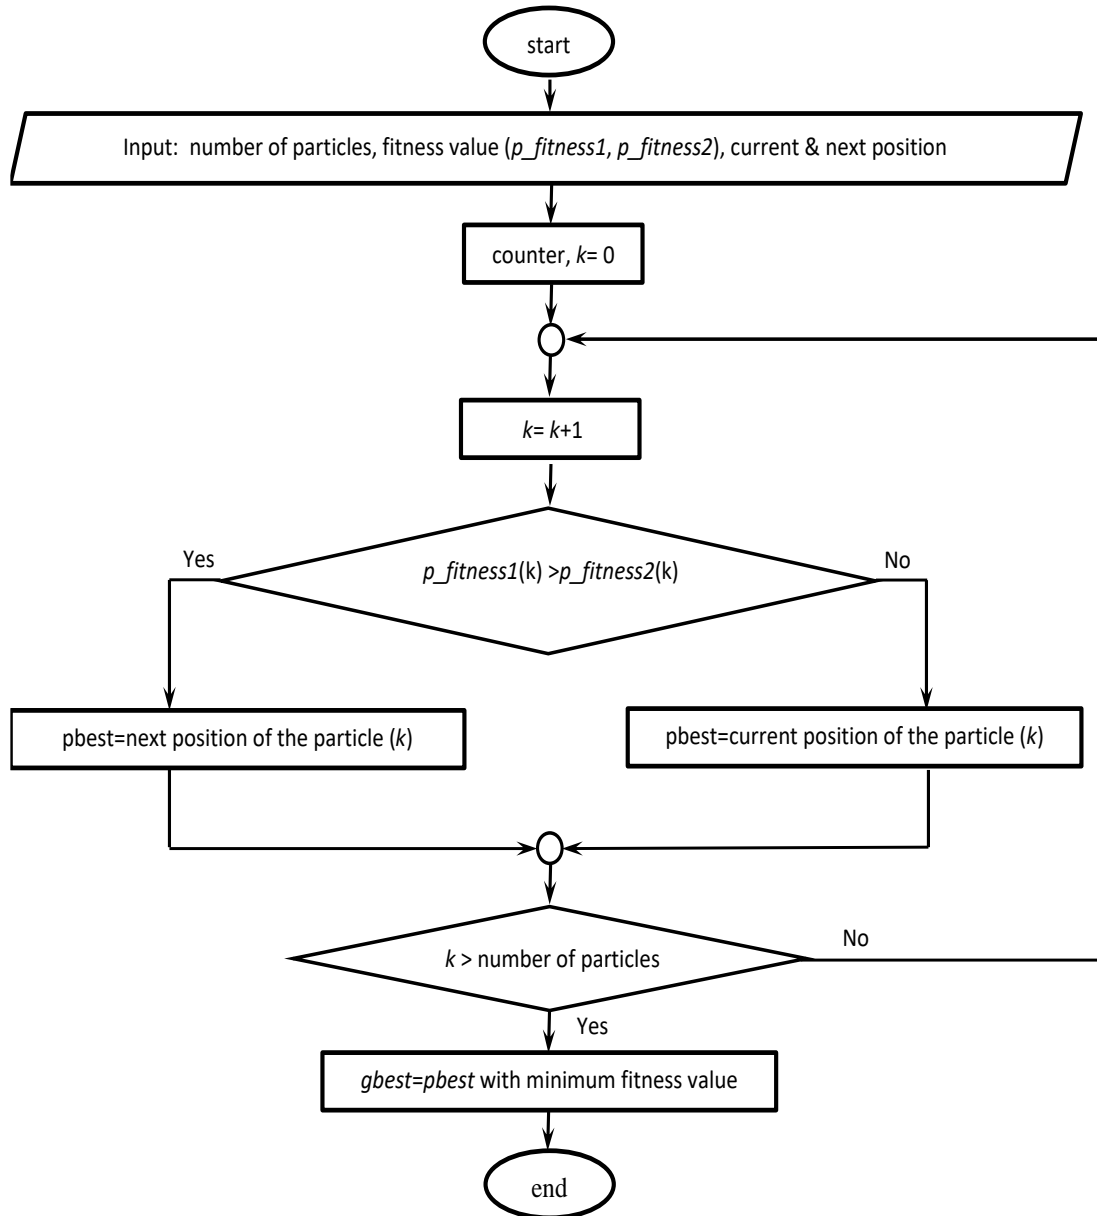 start
Input:  number of particles, fitness value (p_fitness1, p_fitness2), current & next position
counter, k= 0
k= k+1
Yes
No
p_fitness1(k) >p_fitness2(k)
pbest=next position of the particle (k)
pbest=current position of the particle (k)
k > number of particles
No
Yes
gbest=pbest with minimum fitness value
end